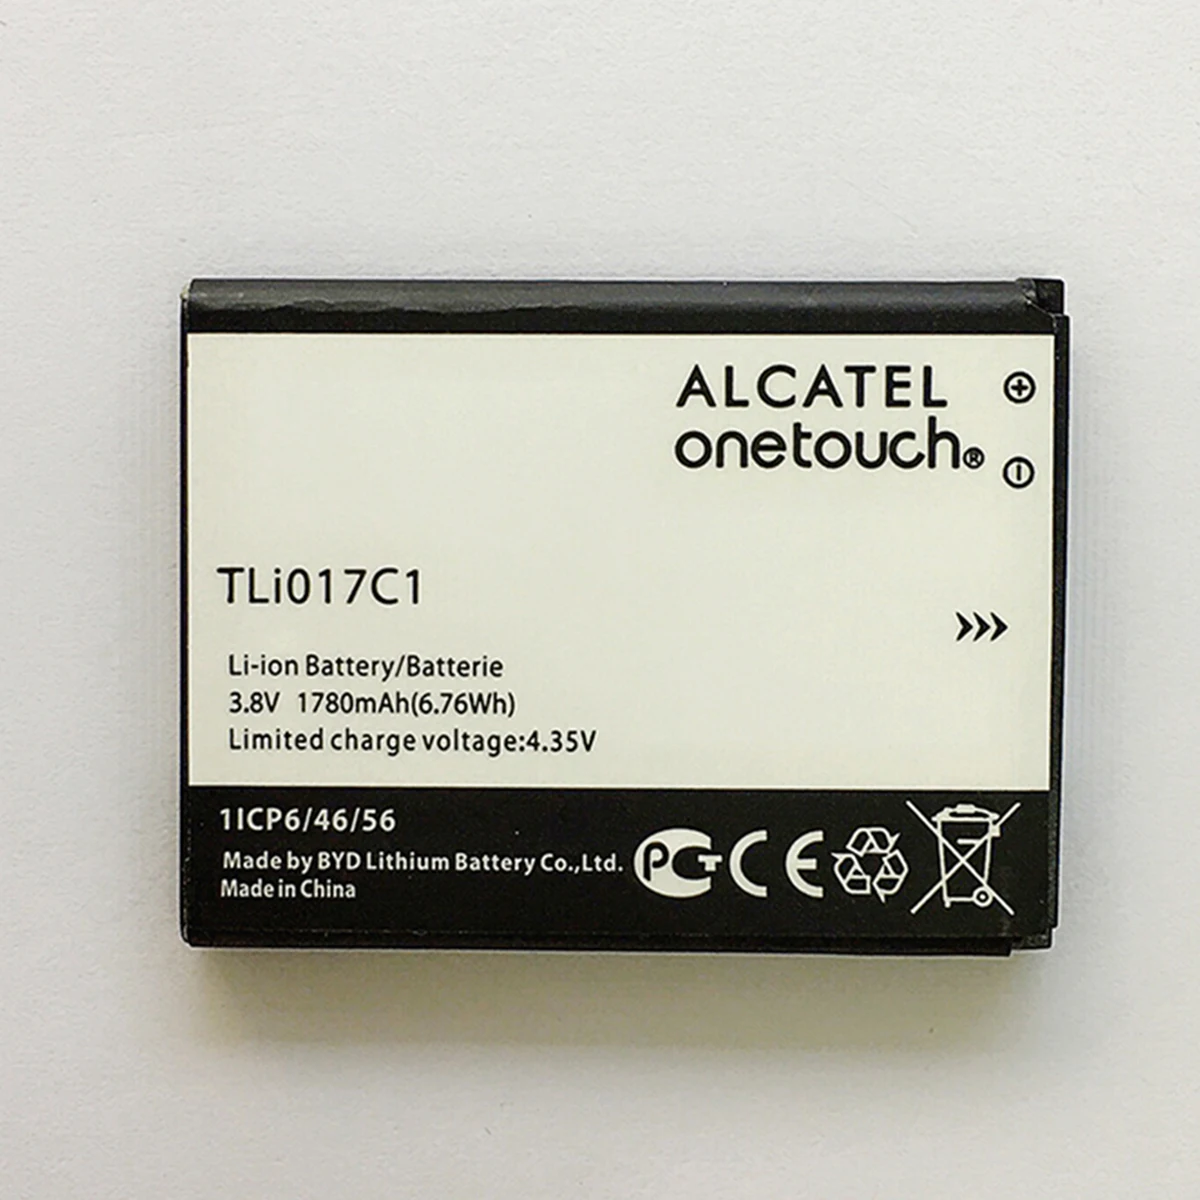 ALCATEL
onetouch®
TLi017C1
Li-ion Battery/Batterie
3.8V 1780mAh(6.76Wh)
Limited charge voltage:4.35V
1ICP6/46/56
Made by BYD Lithium Battery Co.,Ltd.
Made in China